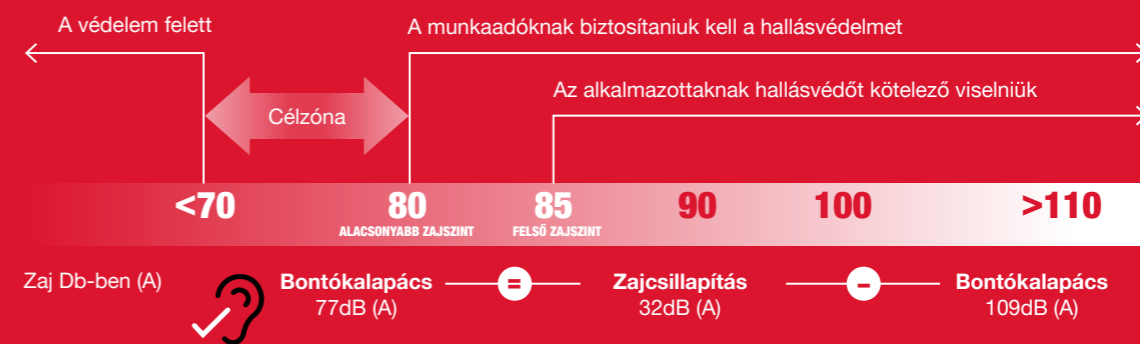 A védelem felett
A munkaadóknak biztosítaniuk kell a hallásvédelmet
Az alkalmazottaknak hallásvédőt kötelező viselniük
Célzóna
<70 80 85 90 100 >110
ALACSONYABB ZAJSZINT FELSŐ ZAJSZINT
Zaj Db-ben (A)
Bontókalapács = Zajcsillapítás – Bontókalapács
77dB (A) 32dB (A) 109dB (A)